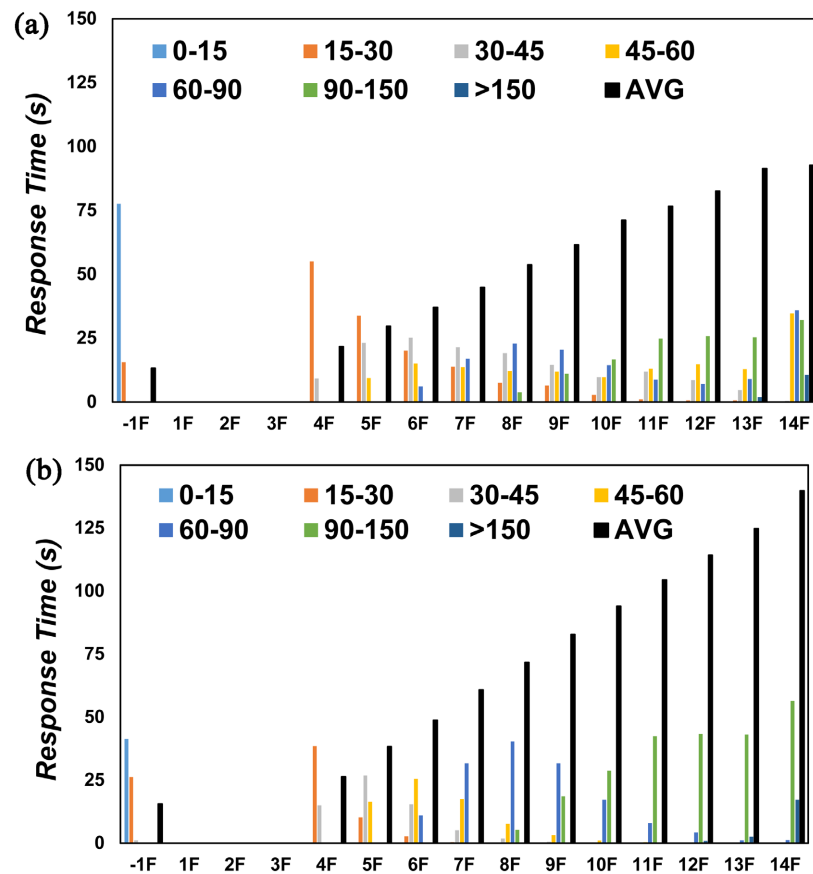 (a)
150
0-15 15-30 30-45 45-60
125
60-90 90-150 >150 AVG
100
75
50
25
0
Response Time (s)
-1F 1F 2F 3F 4F 5F 6F 7F 8F 9F 10F 11F 12F 13F 14F
(b)
150
0-15 15-30 30-45 45-60
125
60-90 90-150 >150 AVG
100
75
50
25
0
Response Time (s)
-1F 1F 2F 3F 4F 5F 6F 7F 8F 9F 10F 11F 12F 13F 14F